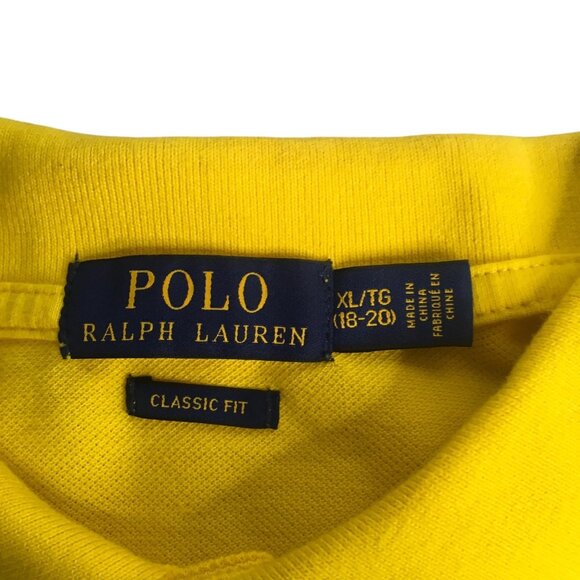 POLO
RALPH LAUREN
XL/TG
(18-20)
MADE IN
CHINA
FABRIQUÉ EN
CHINE
CLASSIC FIT